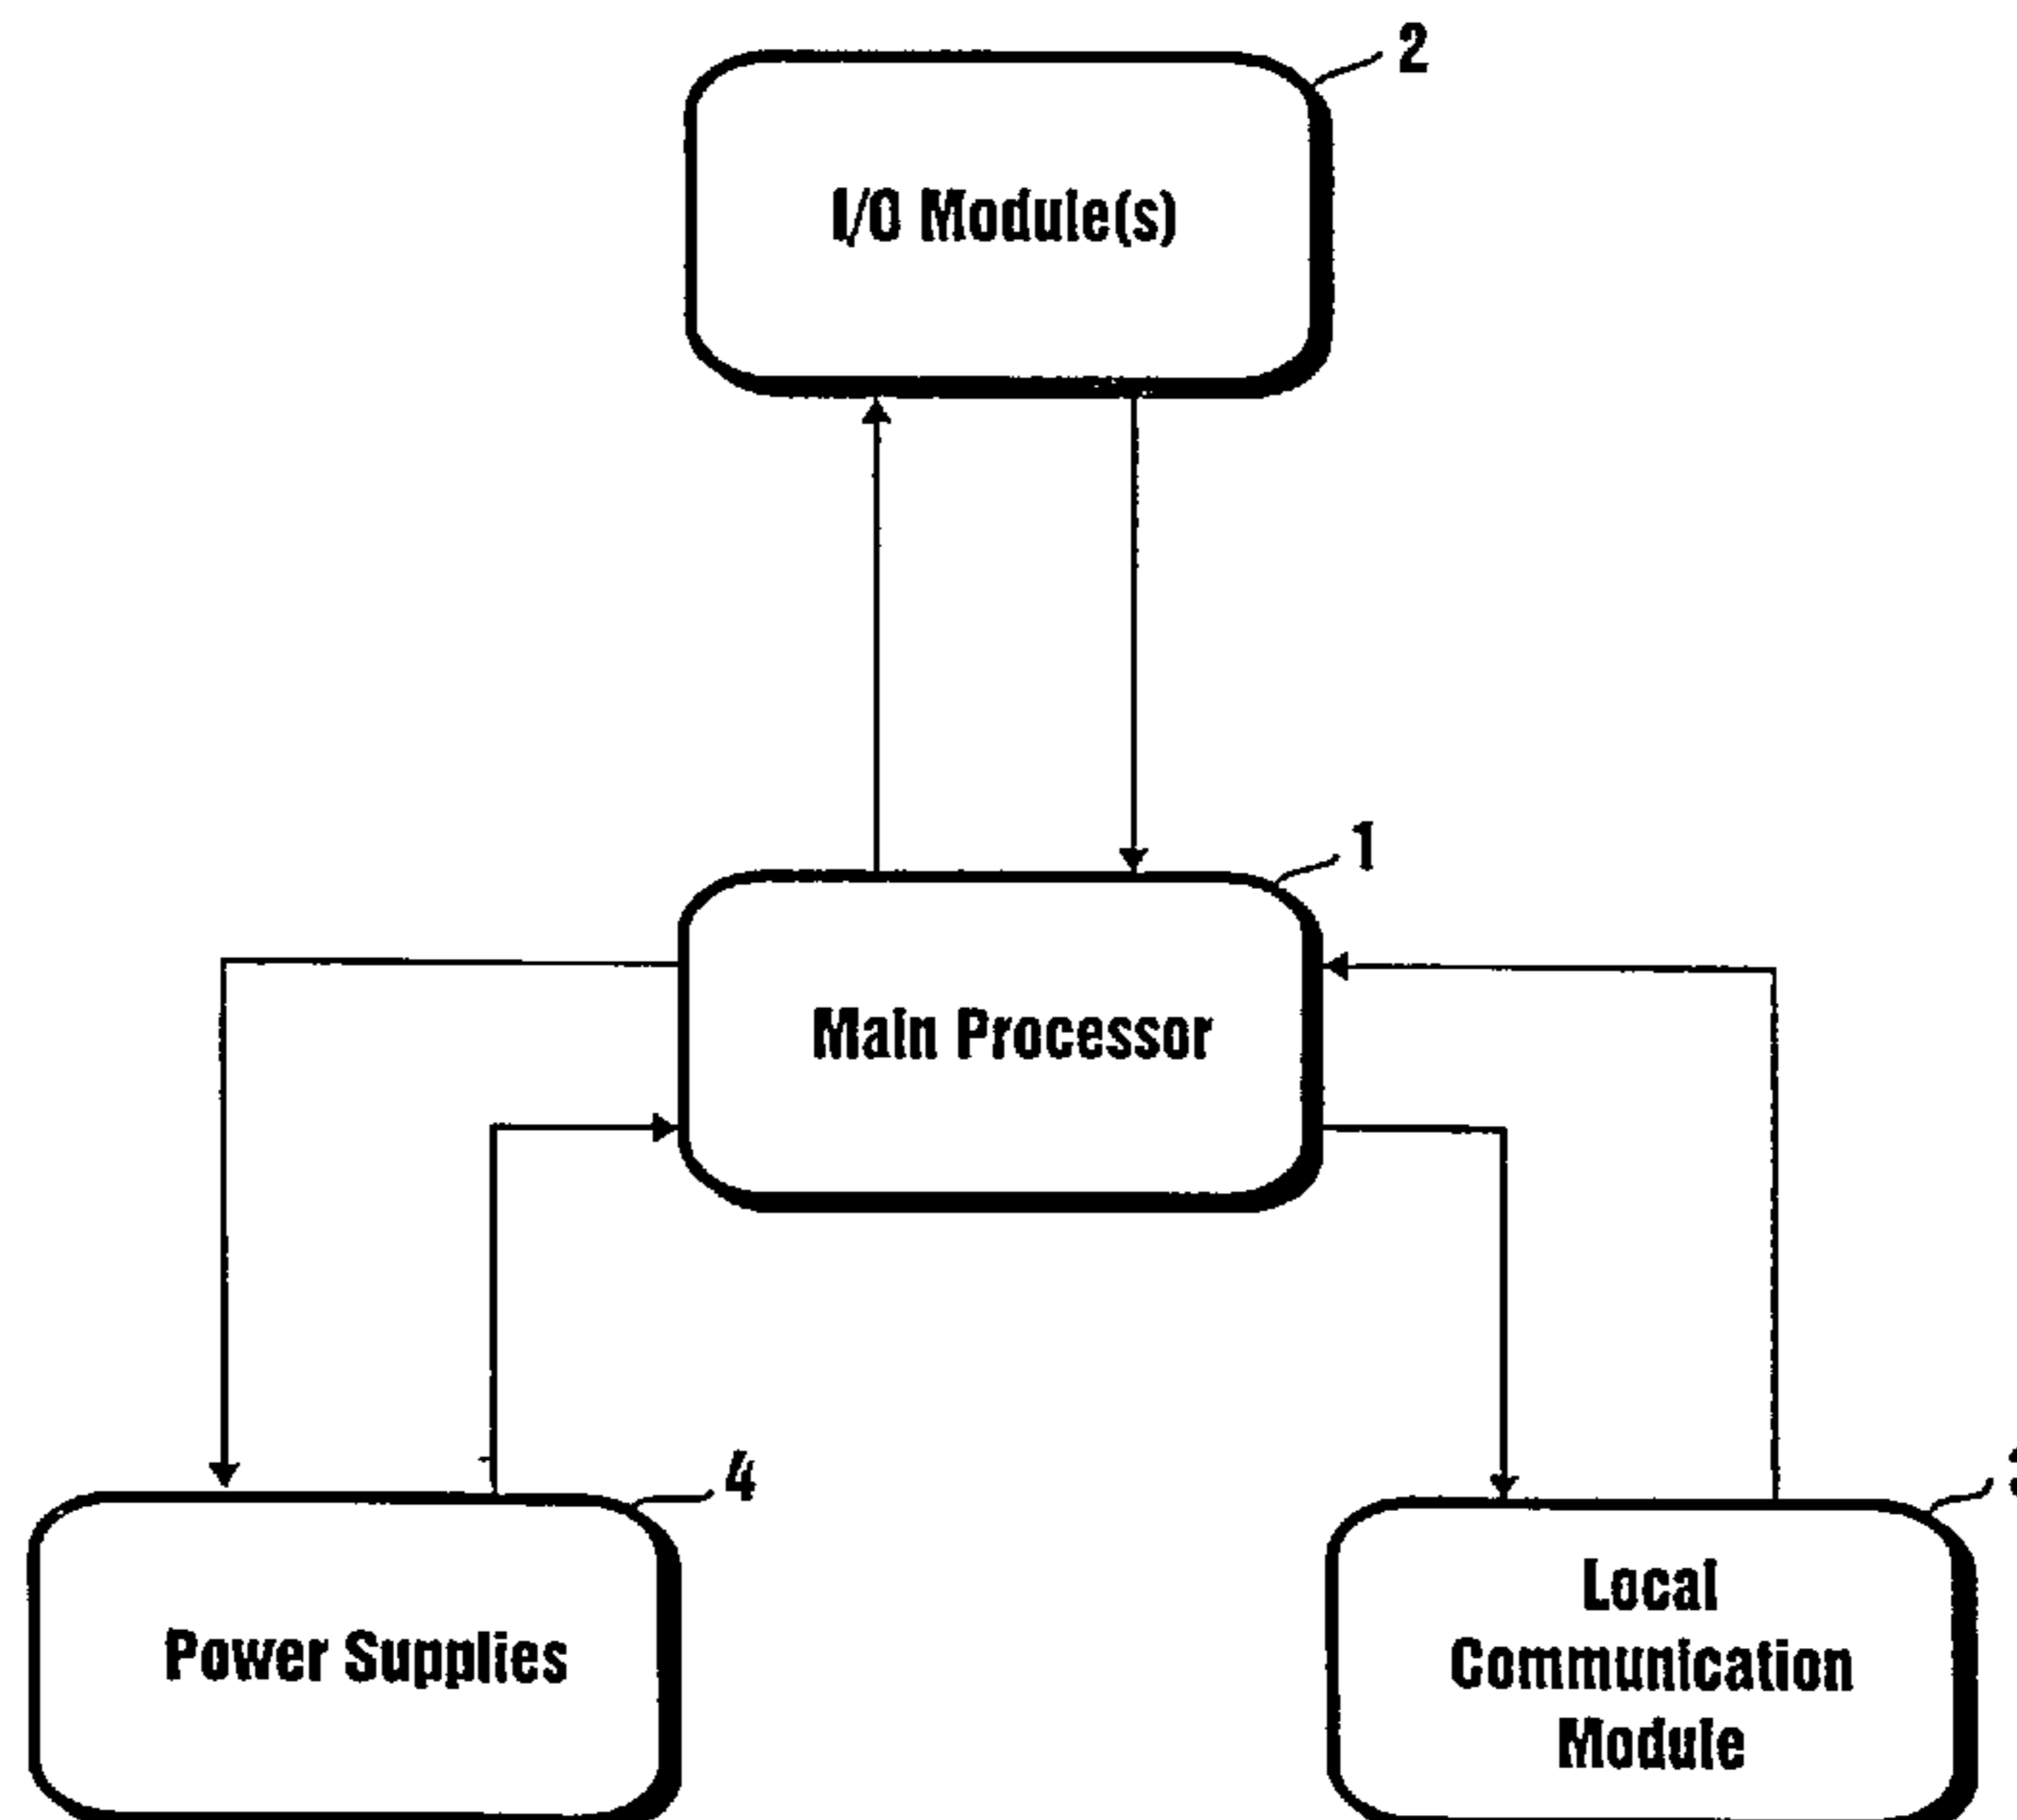 2
I/O Module(s)
1
Main Processor
4
Power Supplies
Local
Communication
Module